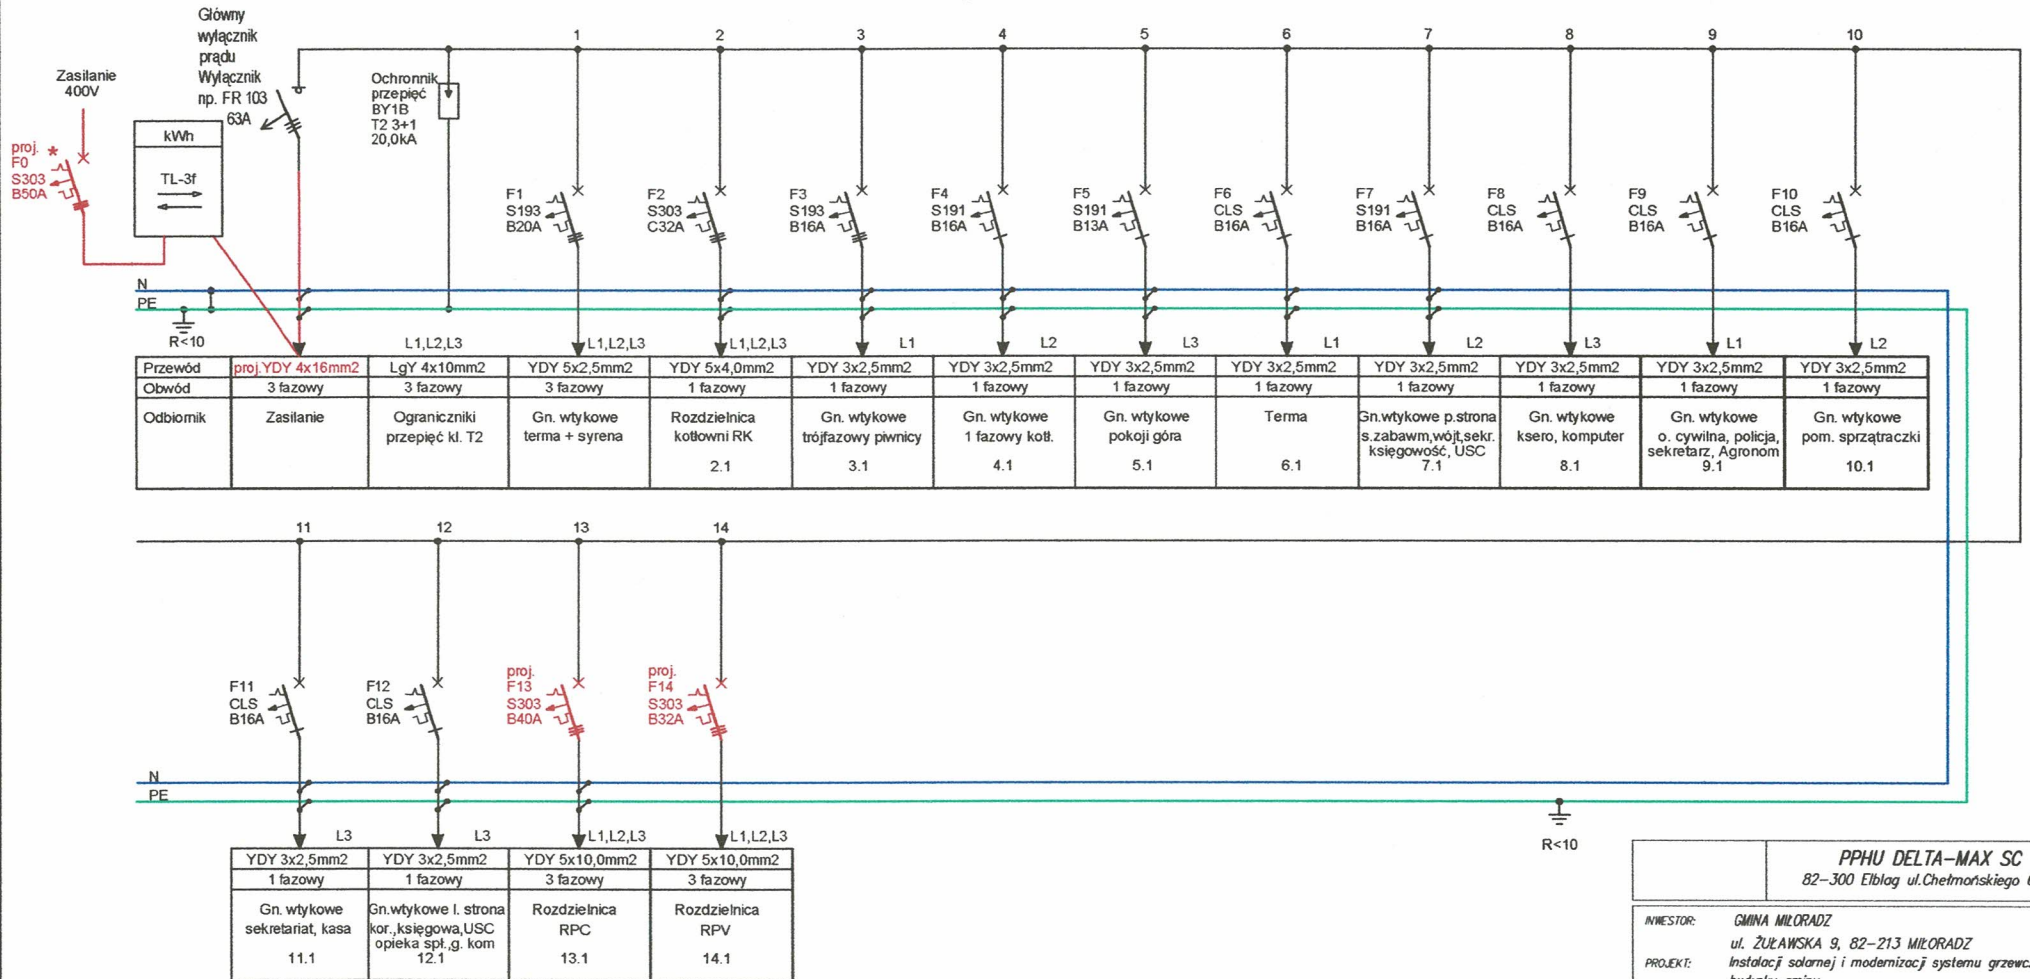 Główny
wyłącznik
prądu
Wyłącznik
np. FR 103
63A
Zasilanie
400V
proj. *
F0
S303
B50A
kWh
TL-3f
Ochronnik
przepięć
BY1B
T2 3+1
20,0kA
1 2 3 4 5 6 7 8 9 10
F1
S193
B20A
F2
S303
C32A
F3
S193
B16A
F4
S191
B16A
F5
S191
B13A
F6
CLS
B16A
F7
S191
B16A
F8
CLS
B16A
F9
CLS
B16A
F10
CLS
B16A
N
PE
R<10
L1,L2,L3 L1,L2,L3 L1,L2,L3 L1 L2 L3 L1 L2 L3 L1 L2
Przewód proj.YDY 4x16mm2 LgY 4x10mm2 YDY 5x2,5mm2 YDY 5x4,0mm2 YDY 3x2,5mm2 YDY 3x2,5mm2 YDY 3x2,5mm2 YDY 3x2,5mm2 YDY 3x2,5mm2 YDY 3x2,5mm2 YDY 3x2,5mm2 YDY 3x2,5mm2
Obwód 3 fazowy 3 fazowy 3 fazowy 1 fazowy 1 fazowy 1 fazowy 1 fazowy 1 fazowy 1 fazowy 1 fazowy 1 fazowy 1 fazowy
Odbiornik
Zasilanie
Ograniczniki
przepięć kl. T2
Gn. wtykowe
terma + syrena
Rozdzielnica
kotłowni RK
2.1
Gn. wtykowe
trójfazowy piwnicy
3.1
Gn. wtykowe
1 fazowy kotł.
4.1
Gn. wtykowe
pokoji góra
5.1
Terma
6.1
Gn.wtykowe p.strona
s.zabawm,wójt,sekr.
księgowość, USC
7.1
Gn. wtykowe
ksero, komputer
8.1
Gn. wtykowe
o. cywilna, policja,
sekretarz, Agronom
9.1
Gn. wtykowe
pom. sprzątraczki
10.1
11 12 13 14
F11
CLS
B16A
F12
CLS
B16A
proj.
F13
S303
B40A
proj.
F14
S303
B32A
N
PE
R<10
L3 L3 L1,L2,L3 L1,L2,L3
YDY 3x2,5mm2 YDY 3x2,5mm2 YDY 5x10,0mm2 YDY 5x10,0mm2
1 fazowy 1 fazowy 3 fazowy 3 fazowy
Gn. wtykowe
sekretariat, kasa
11.1
Gn.wtykowe l. strona
kor.,księgowa,USC
opieka spł.,g. kom
12.1
Rozdzielnica
RPC
13.1
Rozdzielnica
RPV
14.1
PPHU DELTA-MAX SC
82-300 Elbląg ul.Chełmońskiego
INWESTOR: GMINA MIŁORADZ
ul. ŻUŁAWSKA 9, 82-213 MIŁORADZ
PROJEKT: Instalacji solarnej i modernizacji systemu